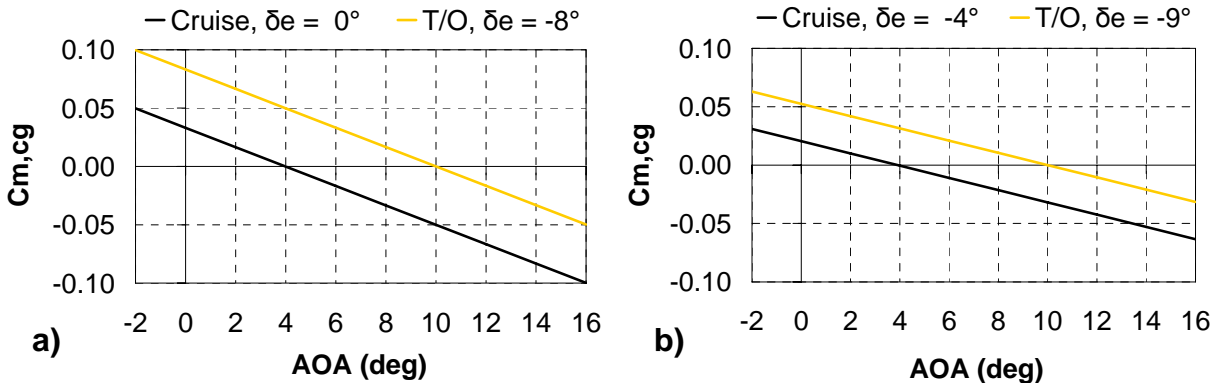 Cruise, δe = 0° T/O, δe = -8°
0.10
0.05
0.00
-0.05
-0.10
Cm,cg
-2 0 2 4 6 8 10 12 14 16
AOA (deg)
a)
Cruise, δe = -4° T/O, δe = -9°
0.10
0.05
0.00
-0.05
-0.10
Cm,cg
-2 0 2 4 6 8 10 12 14 16
AOA (deg)
b)